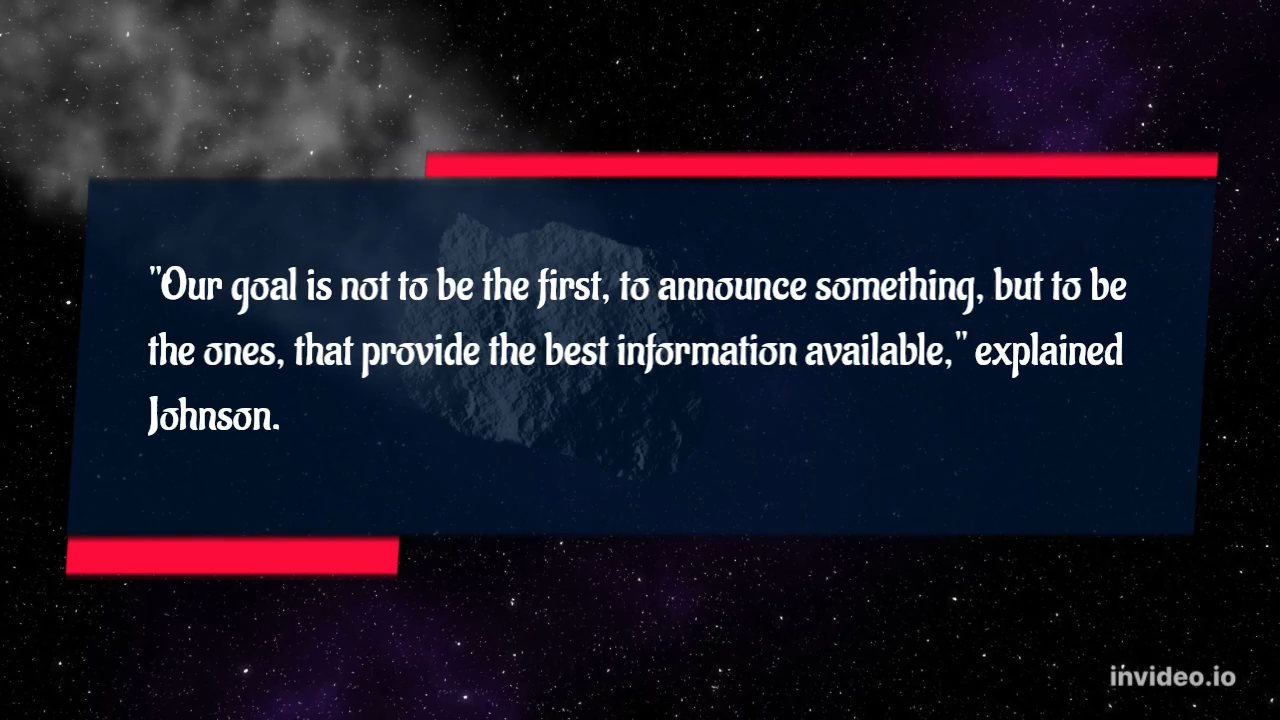 "Our goal is not to be the first, to announce something, but to be
the ones, that provide the best information available," explained
Johnson.
invideo.io